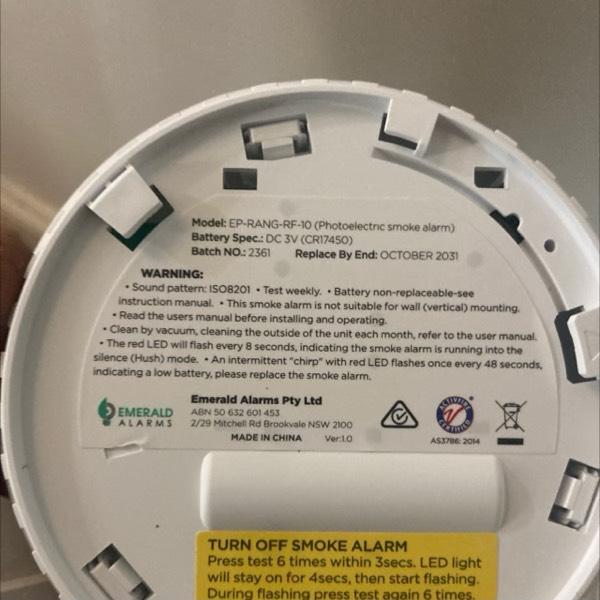 Model: EP-RANG-RF-10 (Photoelectric smoke alarm)
Battery Spec.: DC 3V (CR17450)
Batch NO.: 2361 Replace By End: OCTOBER 2031
WARNING:
• Sound pattern: ISO8201 • Test weekly. • Battery non-replaceable-see
instruction manual. • This smoke alarm is not suitable for wall (vertical) mounting.
• Read the users manual before installing and operating.
• Clean by vacuum, cleaning the outside of the unit each month, refer to the user manual.
• The red LED will flash every 8 seconds, indicating the smoke alarm is running into the
silence (Hush) mode. • An intermittent "chirp" with red LED flashes once every 48 seconds,
indicating a low battery, please replace the smoke alarm.
EMERALD
ALARMS
Emerald Alarms Pty Ltd
ABN 50 632 601 453
2/29 Mitchell Rd Brookvale NSW 2100
MADE IN CHINA Ver:1.0
ACTIVFIRE
CERTIFIED
AS3786: 2014
TURN OFF SMOKE ALARM
Press test 6 times within 3secs. LED light
will stay on for 4secs, then start flashing.
During flashing press test again 6 times.